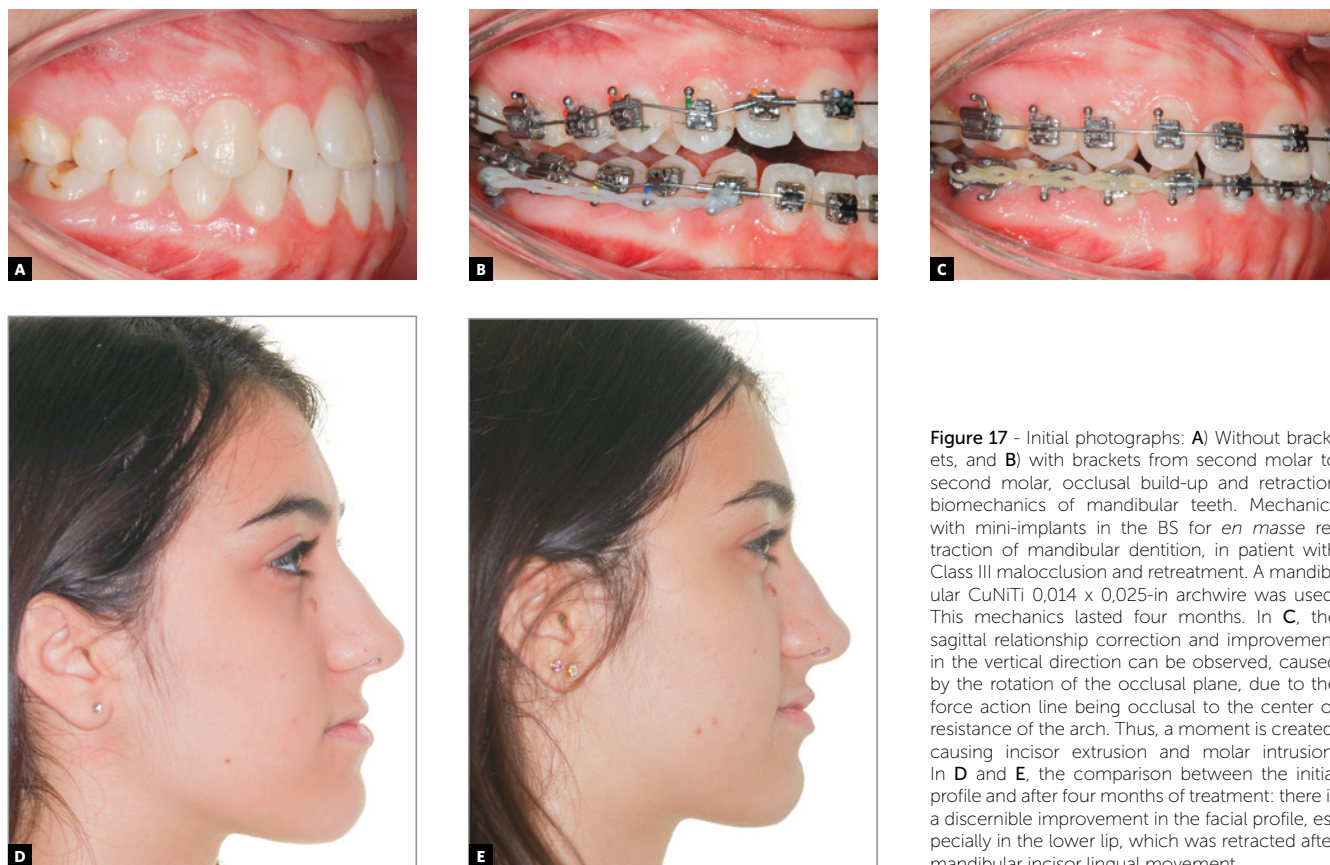 A
B
C
D
E
Figure 17 - Initial photographs: A) Without brack
ets, and B) with brackets from second molar to
second molar, occlusal build-up and retraction
biomechanics of mandibular teeth. Mechanic
with mini-implants in the BS for en masse re
traction of mandibular dentition, in patient with
Class III malocclusion and retreatment. A mandib
ular CuNiTi 0,014 x 0,025-in archwire was used
This mechanics lasted four months. In C, the
sagittal relationship correction and improvemen
in the vertical direction can be observed, caused
by the rotation of the occlusal plane, due to the
force action line being occlusal to the center o
resistance of the arch. Thus, a moment is created
causing incisor extrusion and molar intrusion
In D and E, the comparison between the initia
profile and after four months of treatment: there i
a discernible improvement in the facial profile, es
pecially in the lower lip, which was retracted afte
mandibular incisor lingual movement.